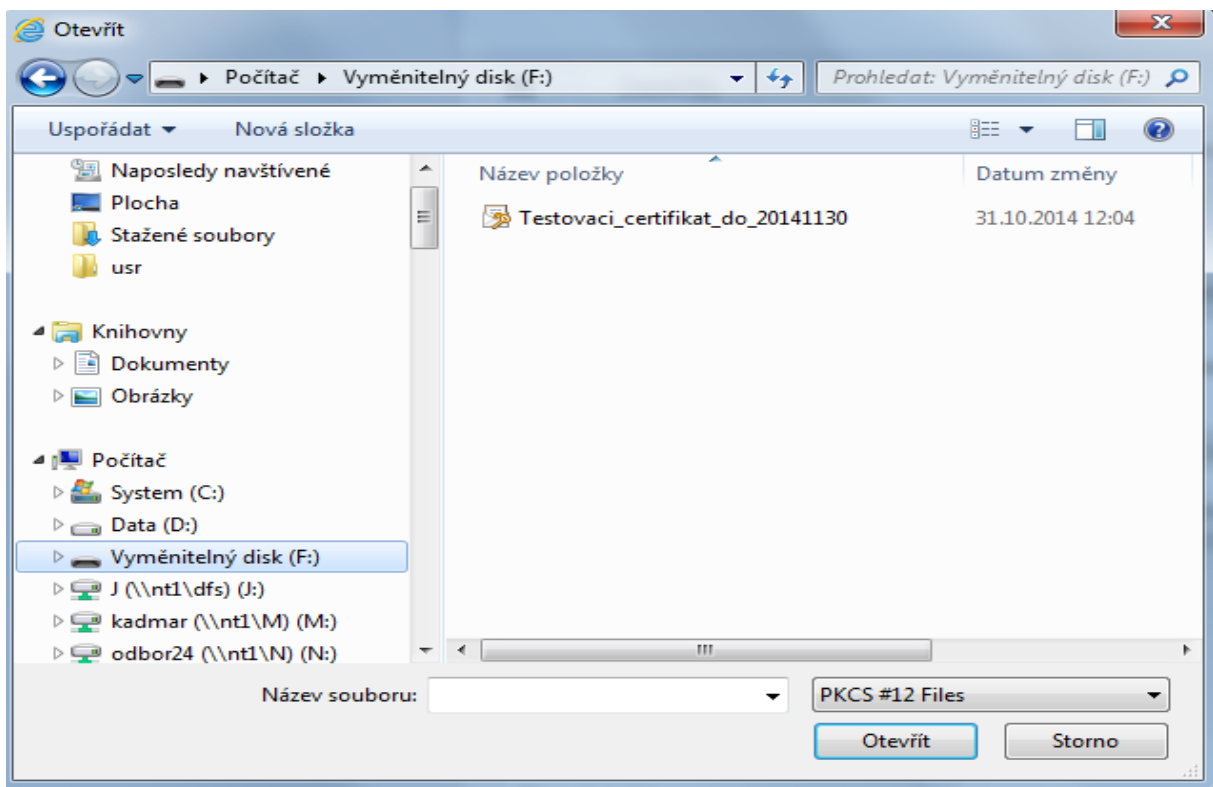 Otevřít
Počítač Vyměnitelný disk (F:) Prohledat: Vyměnitelný disk (F:)
Uspořádat Nová složka
Naposledy navštívené
Plocha
Stažené soubory
usr
Knihovny
Dokumenty
Obrázky
Počítač
System (C:)
Data (D:)
Vyměnitelný disk (F:)
J (\\nt1\dfs) (J:)
kadmar (\\nt1\M) (M:)
odbor24 (\\nt1\N) (N:)
Název položky Datum změny
Testovaci_certifikat_do_20141130 31.10.2014 12:04
Název souboru: PKCS #12 Files
Otevřít Storno